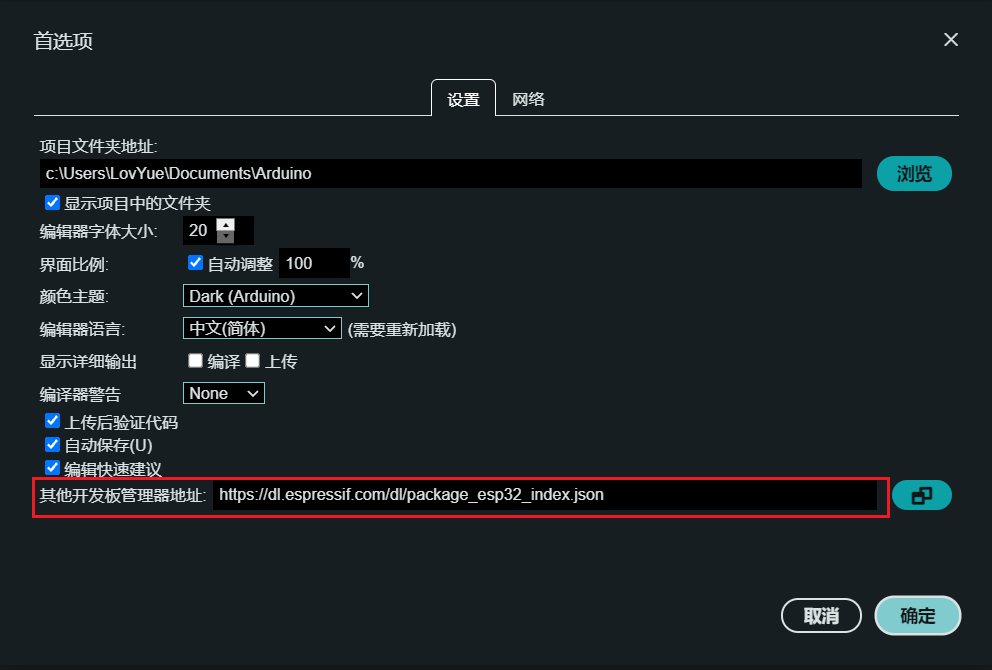 首选项
设置 网络
项目文件夹地址:
c:\Users\LovYue\Documents\Arduino 浏览
显示项目中的文件夹
编辑器字体大小: 20
界面比例: 自动调整 100 %
颜色主题: Dark (Arduino)
编辑器语言: 中文(简体) (需要重新加载)
显示详细输出 编译 上传
编译器警告 None
上传后验证代码
自动保存(U)
编辑快速建议
其他开发板管理器地址: https://dl.espressif.com/dl/package_esp32_index.json
取消 确定